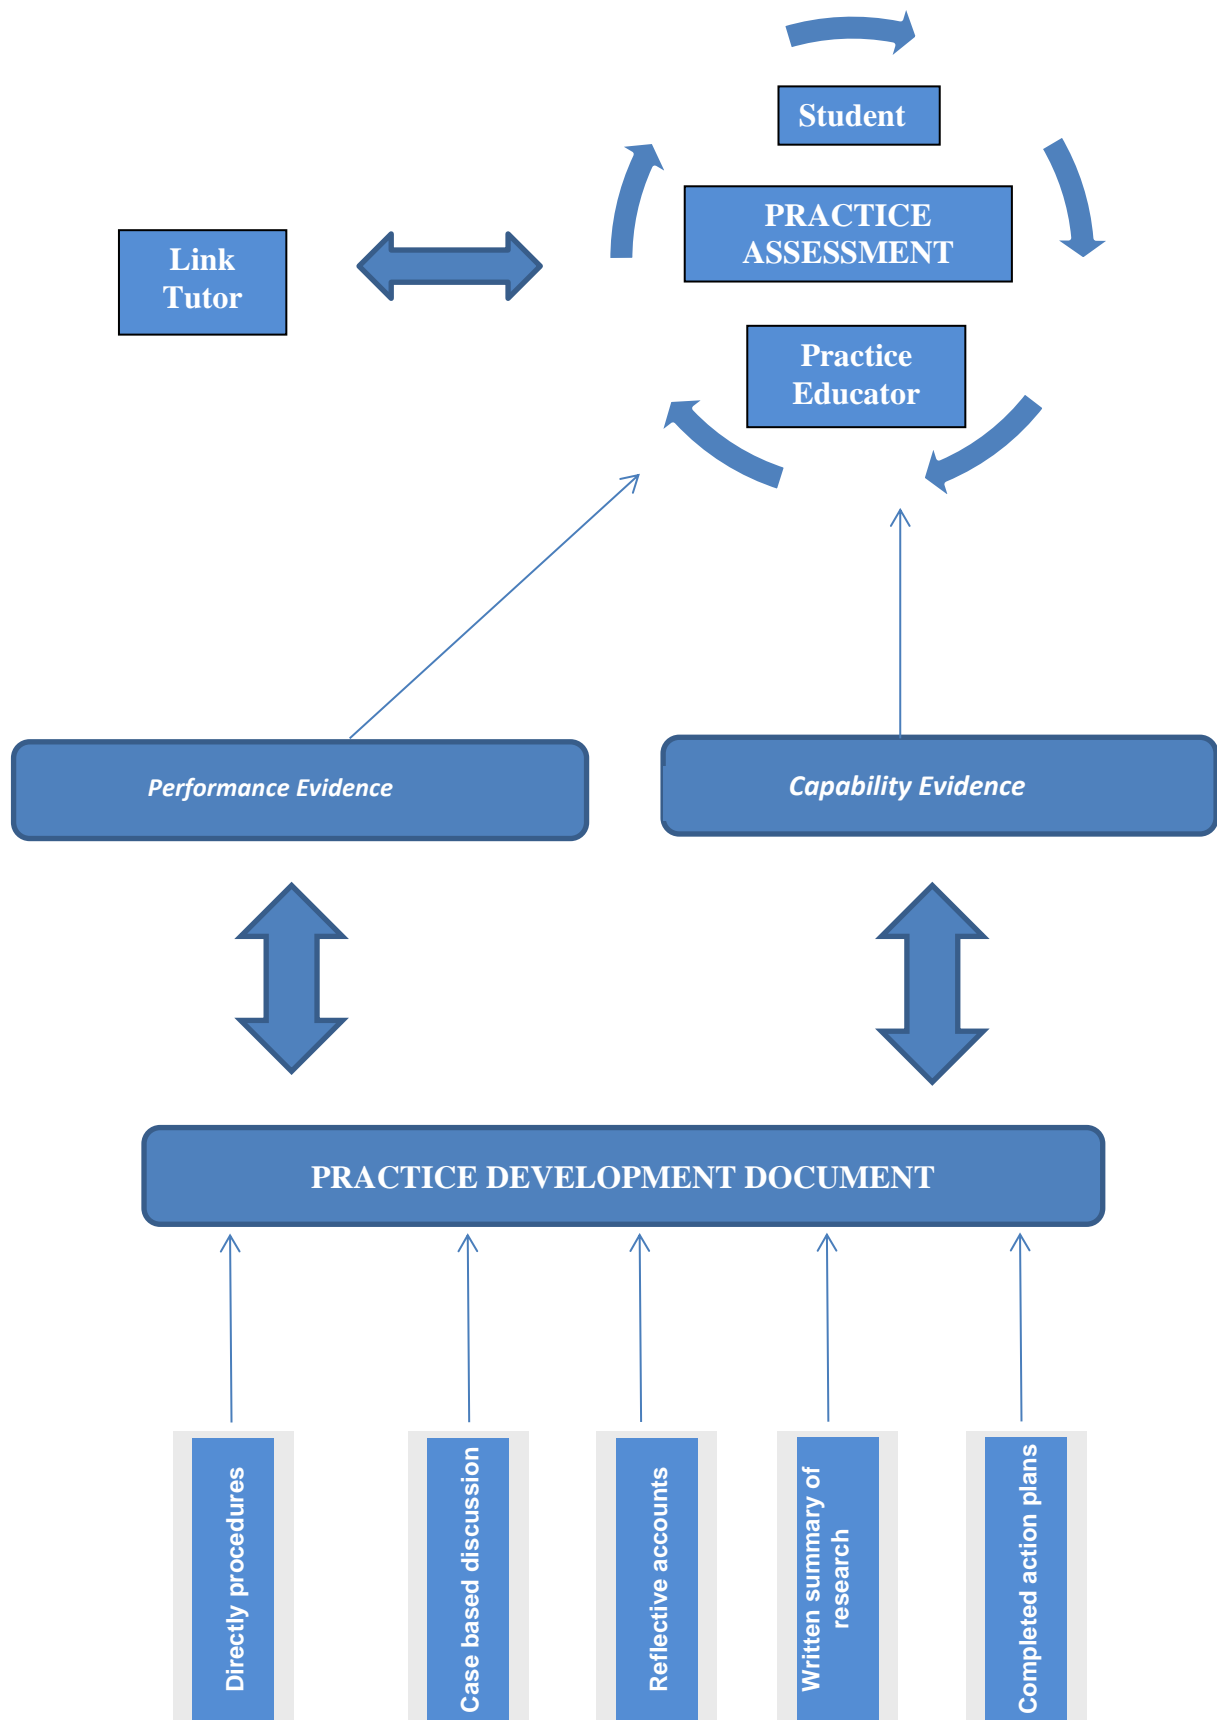 Student
PRACTICE
ASSESSMENT
Link
Tutor
Practice
Educator
Performance Evidence
Capability Evidence
PRACTICE DEVELOPMENT DOCUMENT
Directly procedures
Case based discussion
Reflective accounts
Written summary of
research
Completed action plans